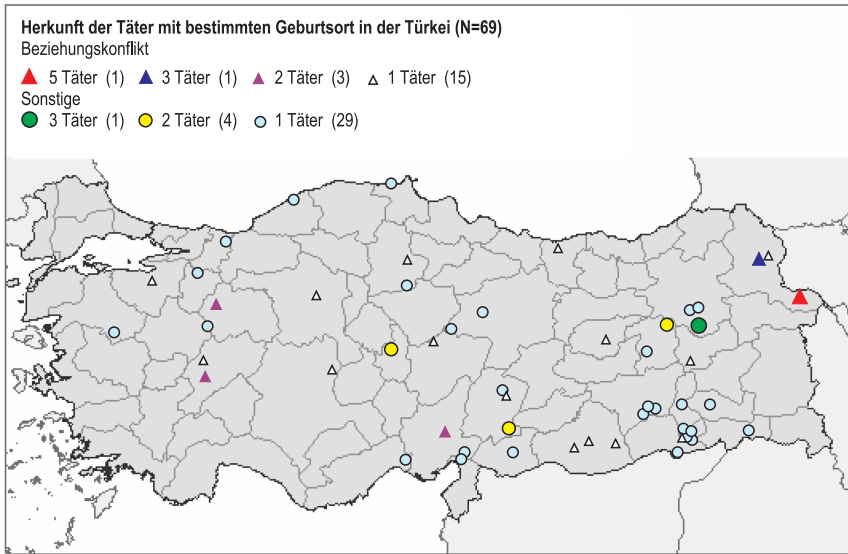 Herkunft der Täter mit bestimmten Geburtsort in der Türkei (N=69)
Beziehungskonflikt
5 Täter (1) 3 Täter (1) 2 Täter (3) 1 Täter (15)
Sonstige
3 Täter (1) 2 Täter (4) 1 Täter (29)